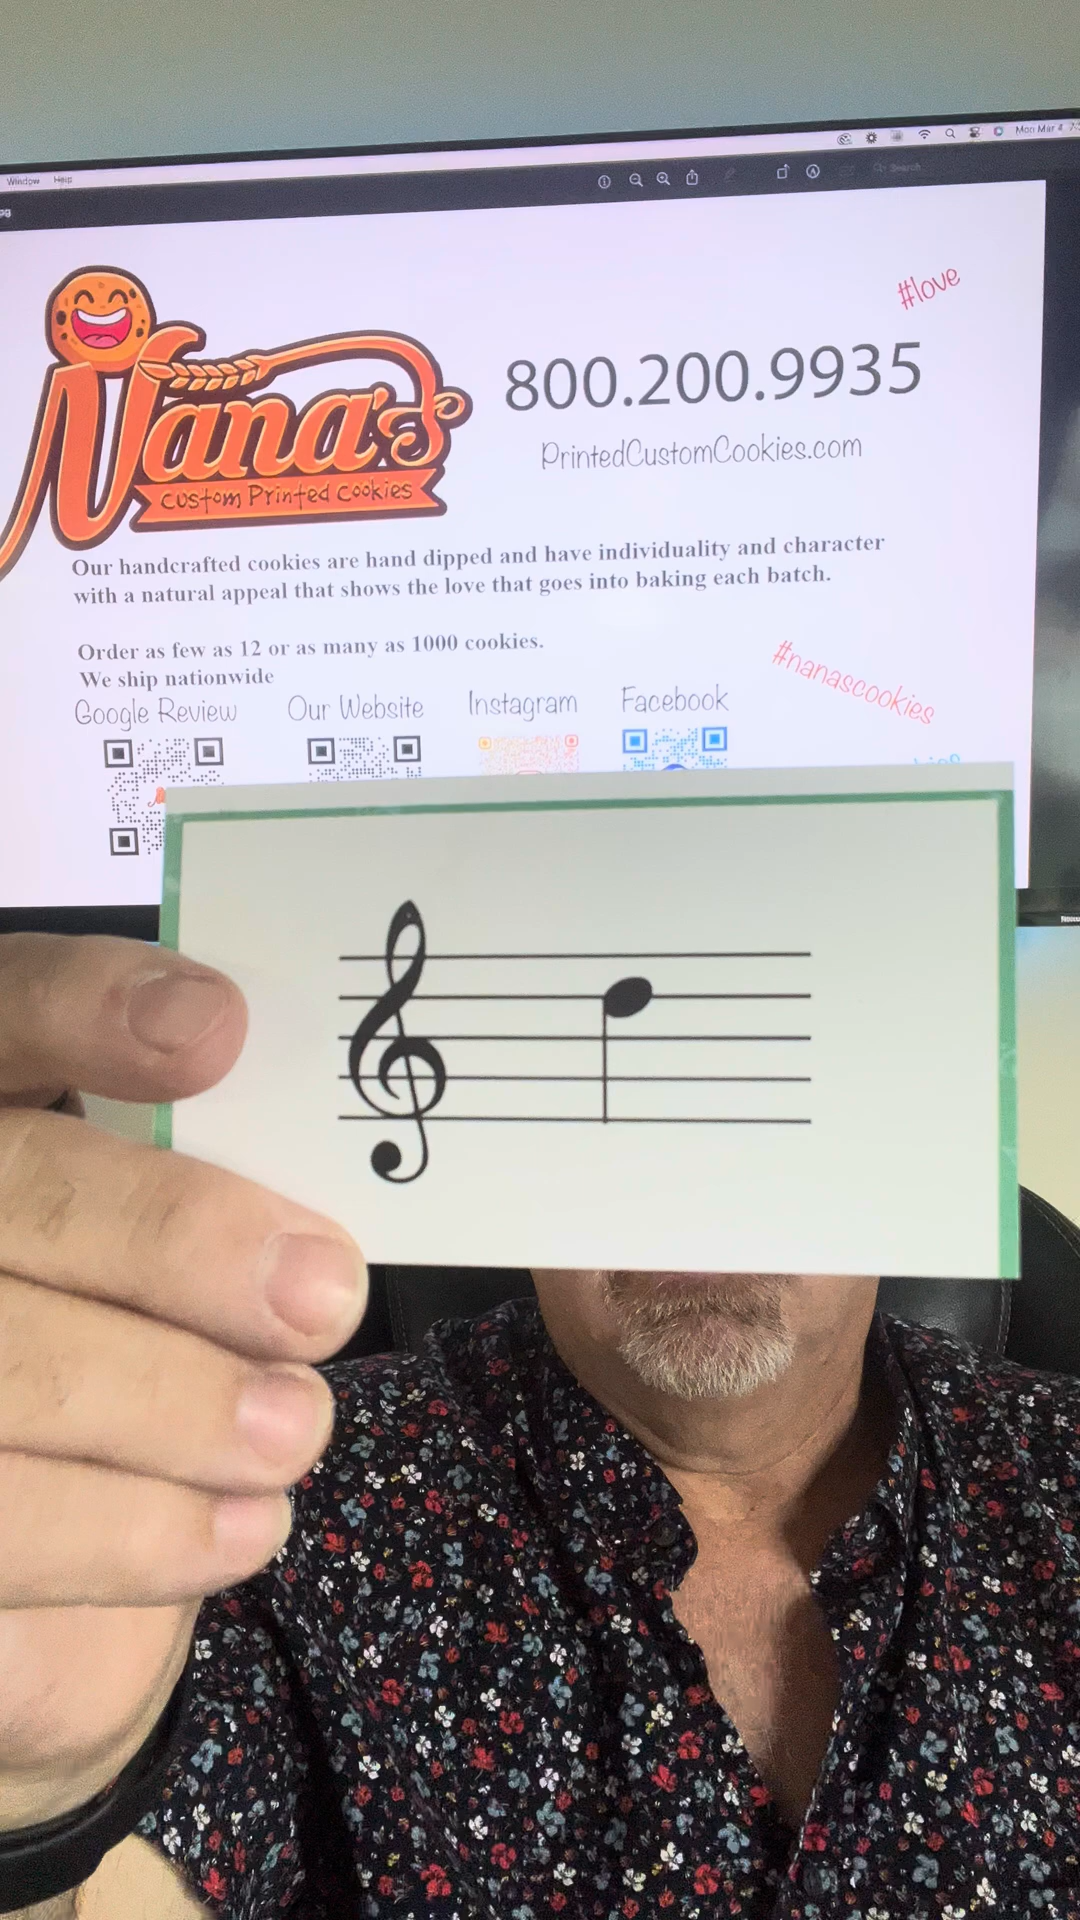 Window Help
Mon Mar 4
Search
#love
Nana's
Custom Printed Cookies
800.200.9935
PrintedCustomCookies.com
Our handcrafted cookies are hand dipped and have individuality and character
with a natural appeal that shows the love that goes into baking each batch.
Order as few as 12 or as many as 1000 cookies.
We ship nationwide
#nanascookies
Google Review Our Website Instagram Facebook